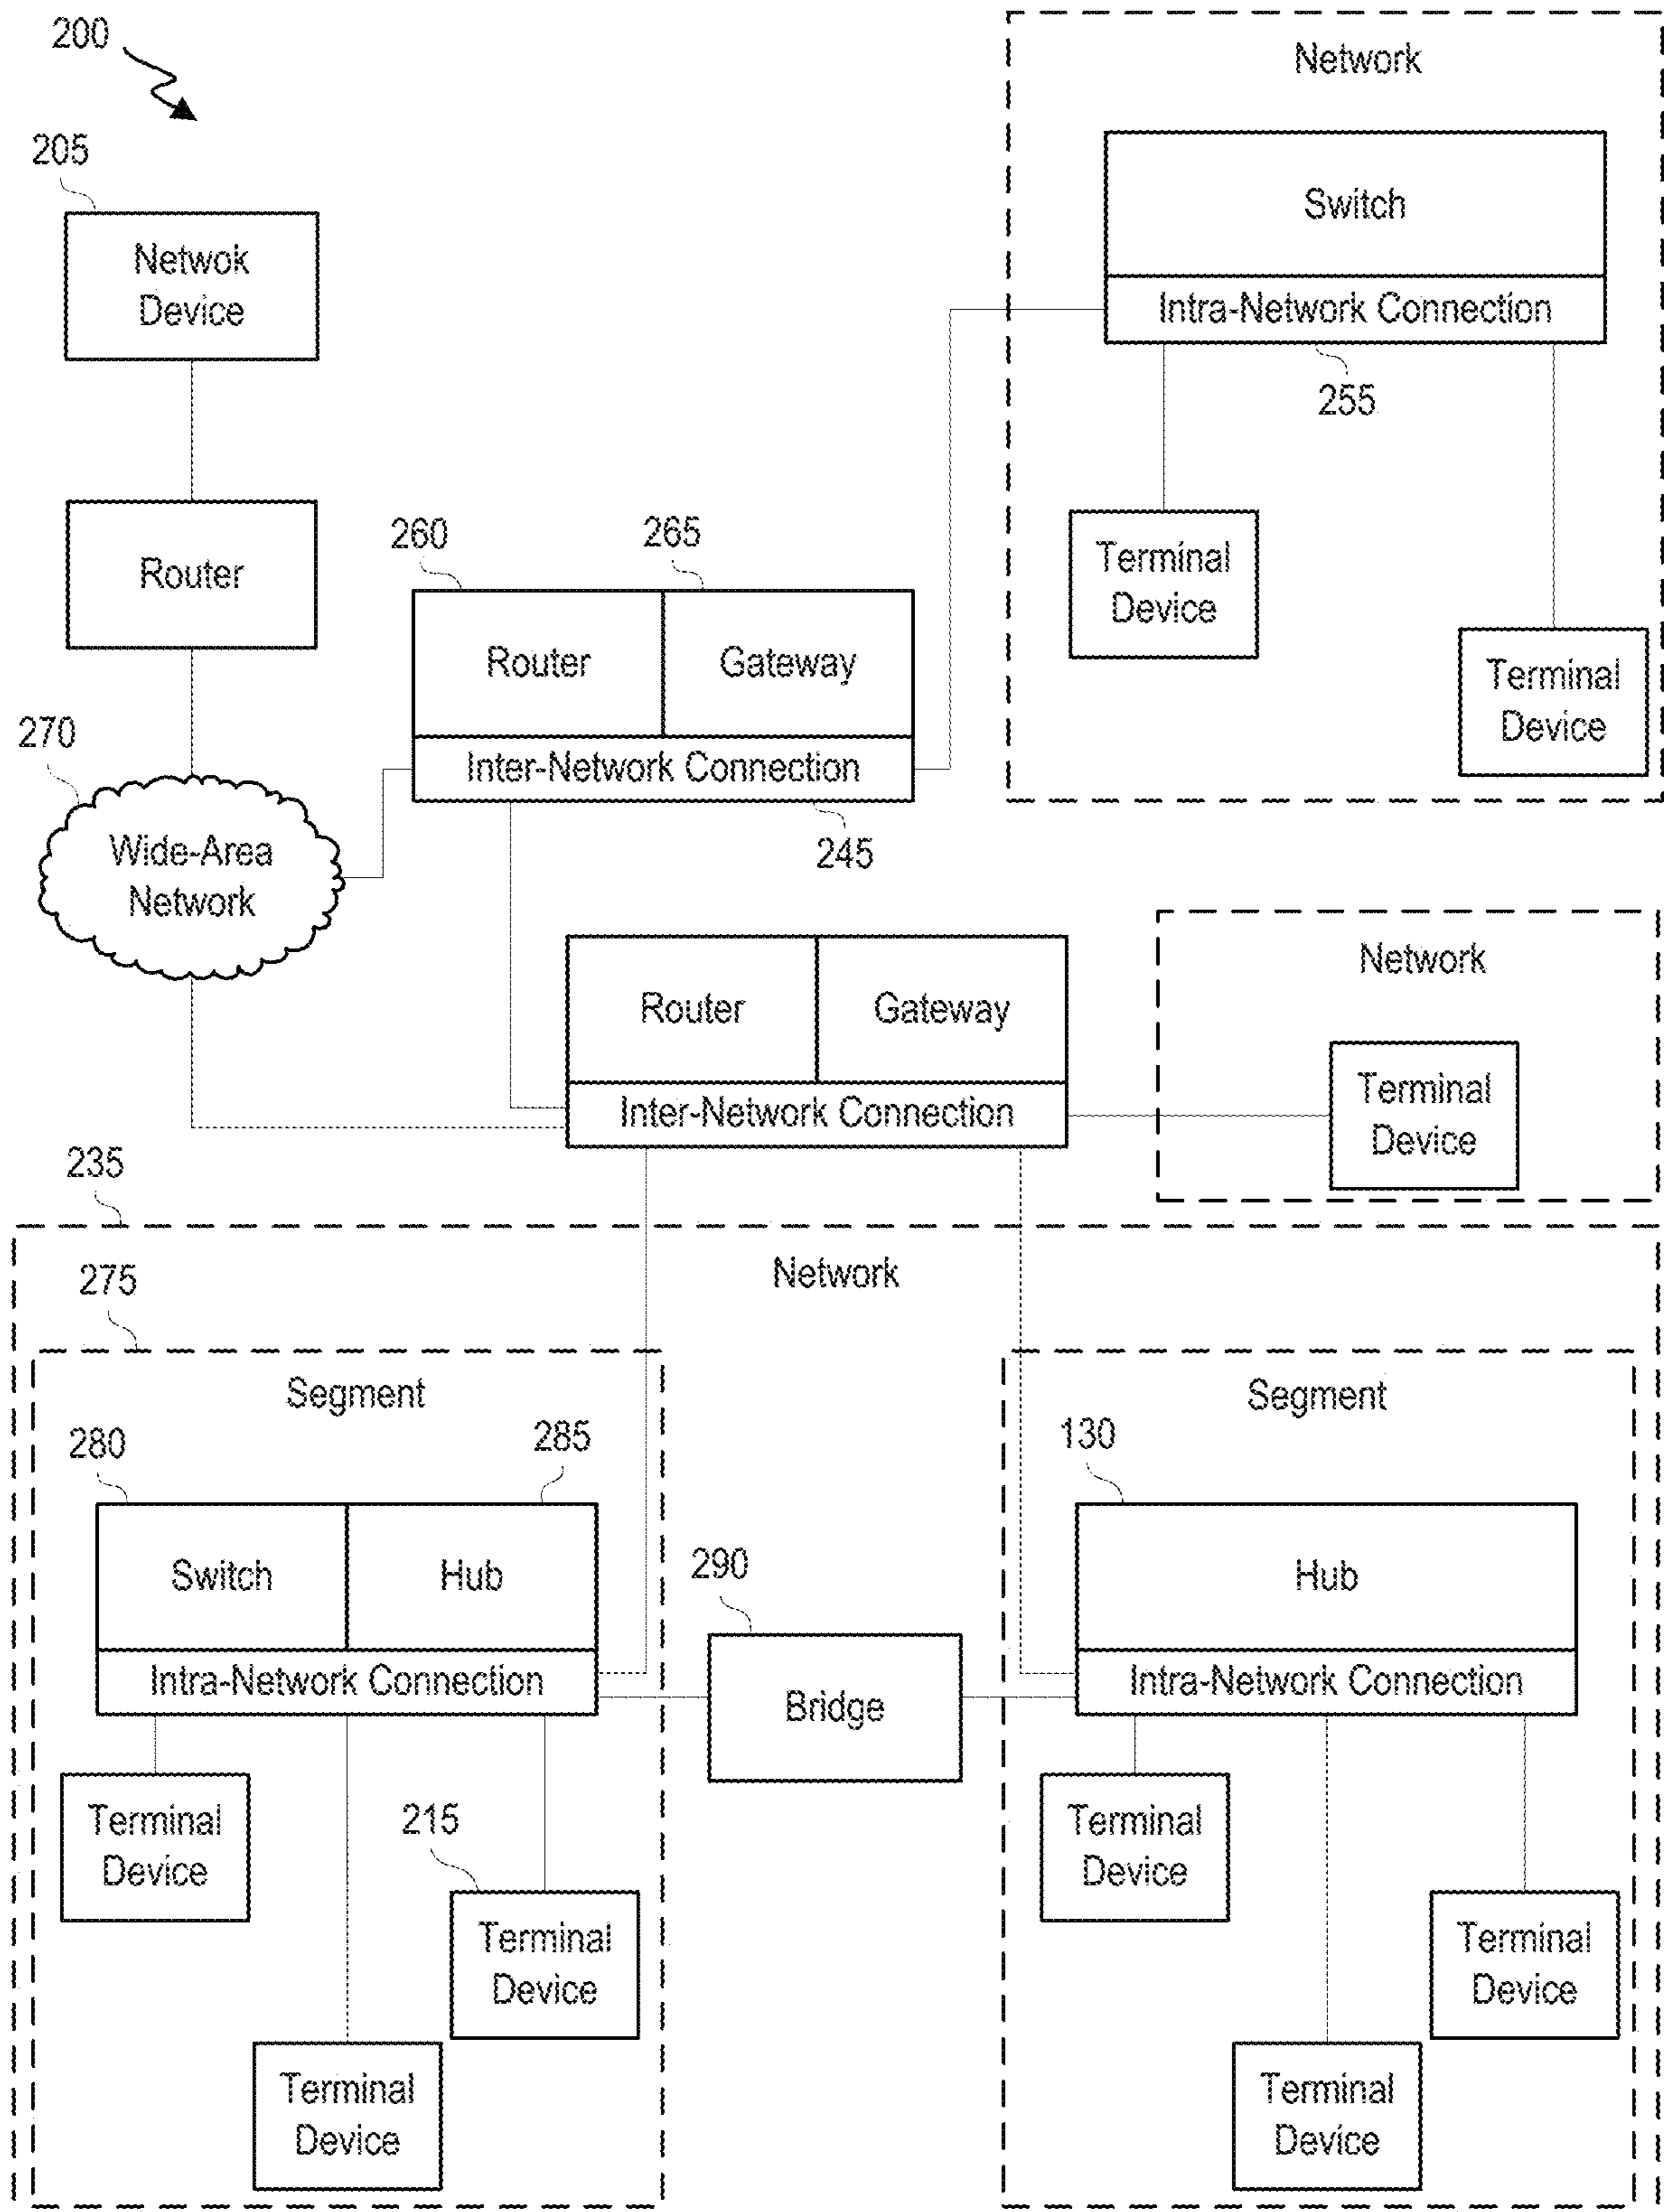 200
Network
205
Switch
Netwok
Device
Intra-Network Connection
255
Router
260
265
Terminal
Device
Router
Gateway
Terminal
Device
270
Inter-Network Connection
245
Wide-Area
Network
Network
Router
Gateway
Terminal
Device
Inter-Network Connection
235
Network
275
Segment
Segment
280
285
130
Switch
Hub
290
Hub
Intra-Network Connection
Bridge
Intra-Network Connection
Terminal
Device
215
Terminal
Device
Terminal
Device
Terminal
Device
Terminal
Device
Terminal
Device